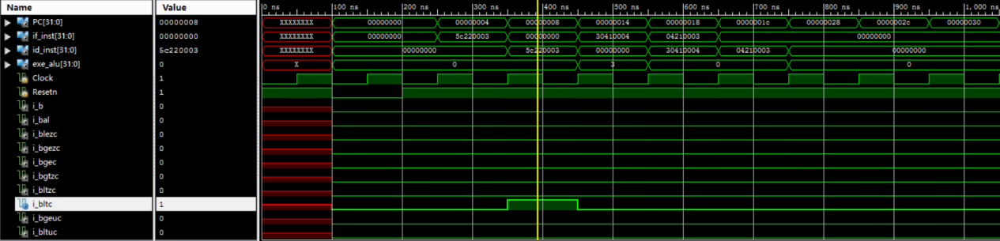 Name Value 0 ns 100 ns 200 ns 300 ns 400 ns 500 ns 600 ns 700 ns 800 ns 900 ns 1,000 ns
PC[31:0] 00000008 XXXXXXXX 00000000 00000004 00000008 00000014 00000018 0000001c 00000028 0000002c 00000030
if_inst[31:0] 00000000 XXXXXXXX 00000000 5c220003 00000000 30410004 04210003 00000000
id_inst[31:0] 5c220003 XXXXXXXX 00000000 5c220003 00000000 30410004 04210003 00000000
exe_alu[31:0] 0 X 0 3 0 0
Clock 1
Resetn 1
i_b 0
i_bal 0
i_blezc 0
i_bgezc 0
i_bgec 0
i_bgtzc 0
i_bltzc 0
i_bltc 1
i_bgeuc 0
i_bltuc 0